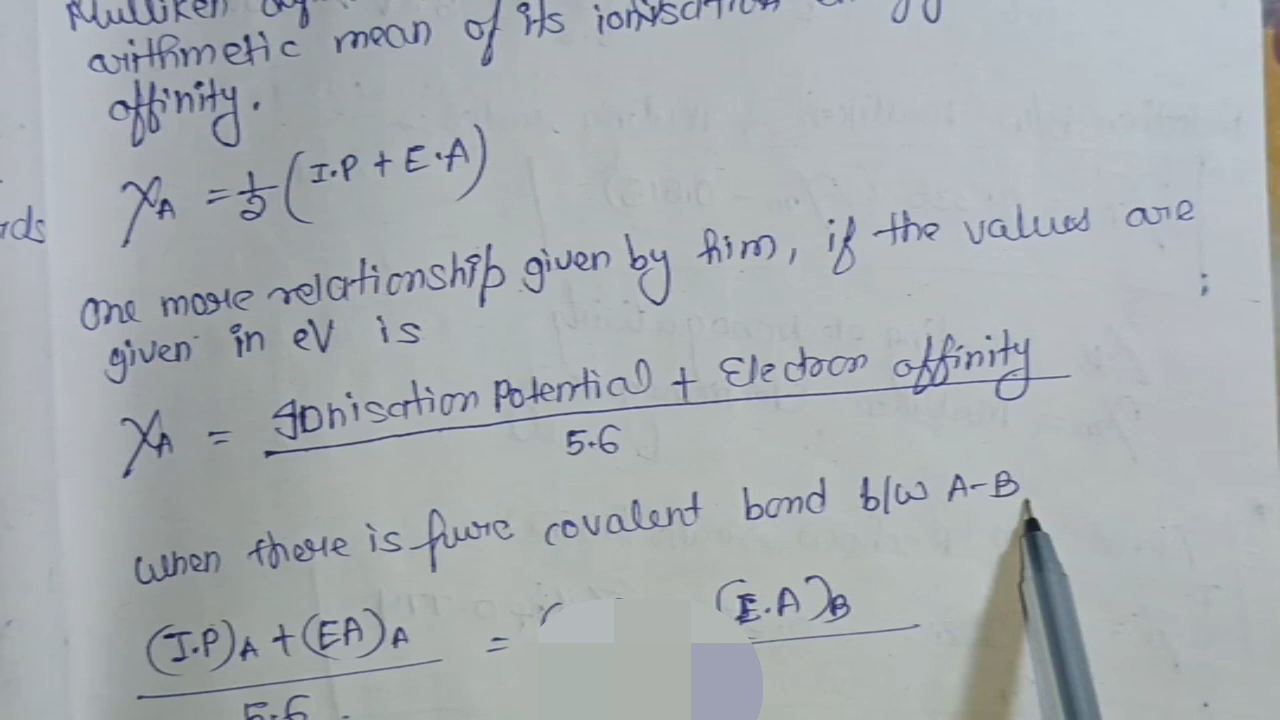 Mulliken
arithmetic mean of its ionisation
affinity.
χA = 1/2 (I.P + E.A)
rds
One more relationship given by him, if the values are
given in eV is
χA = Ionisation Potential + Electron affinity
5.6
when there is pure covalent bond b/w A-B
(I.P)A + (EA)A = (E.A)B
5.6